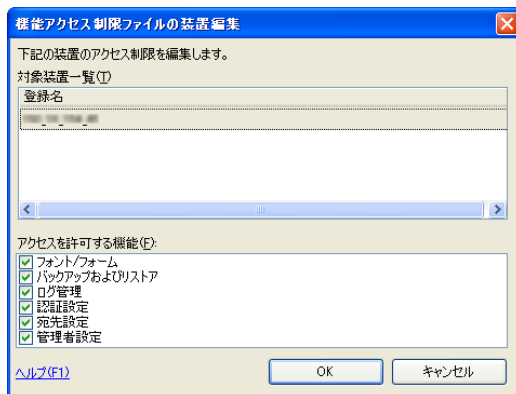 機能アクセス制限ファイルの装置編集
下記の装置のアクセス制限を編集します。
対象装置一覧(T)
登録名
アクセスを許可する機能(F):
フォント/フォーム
バックアップおよびリストア
ログ管理
認証設定
宛先設定
管理者設定
ヘルプ(F1)
OK
キャンセル